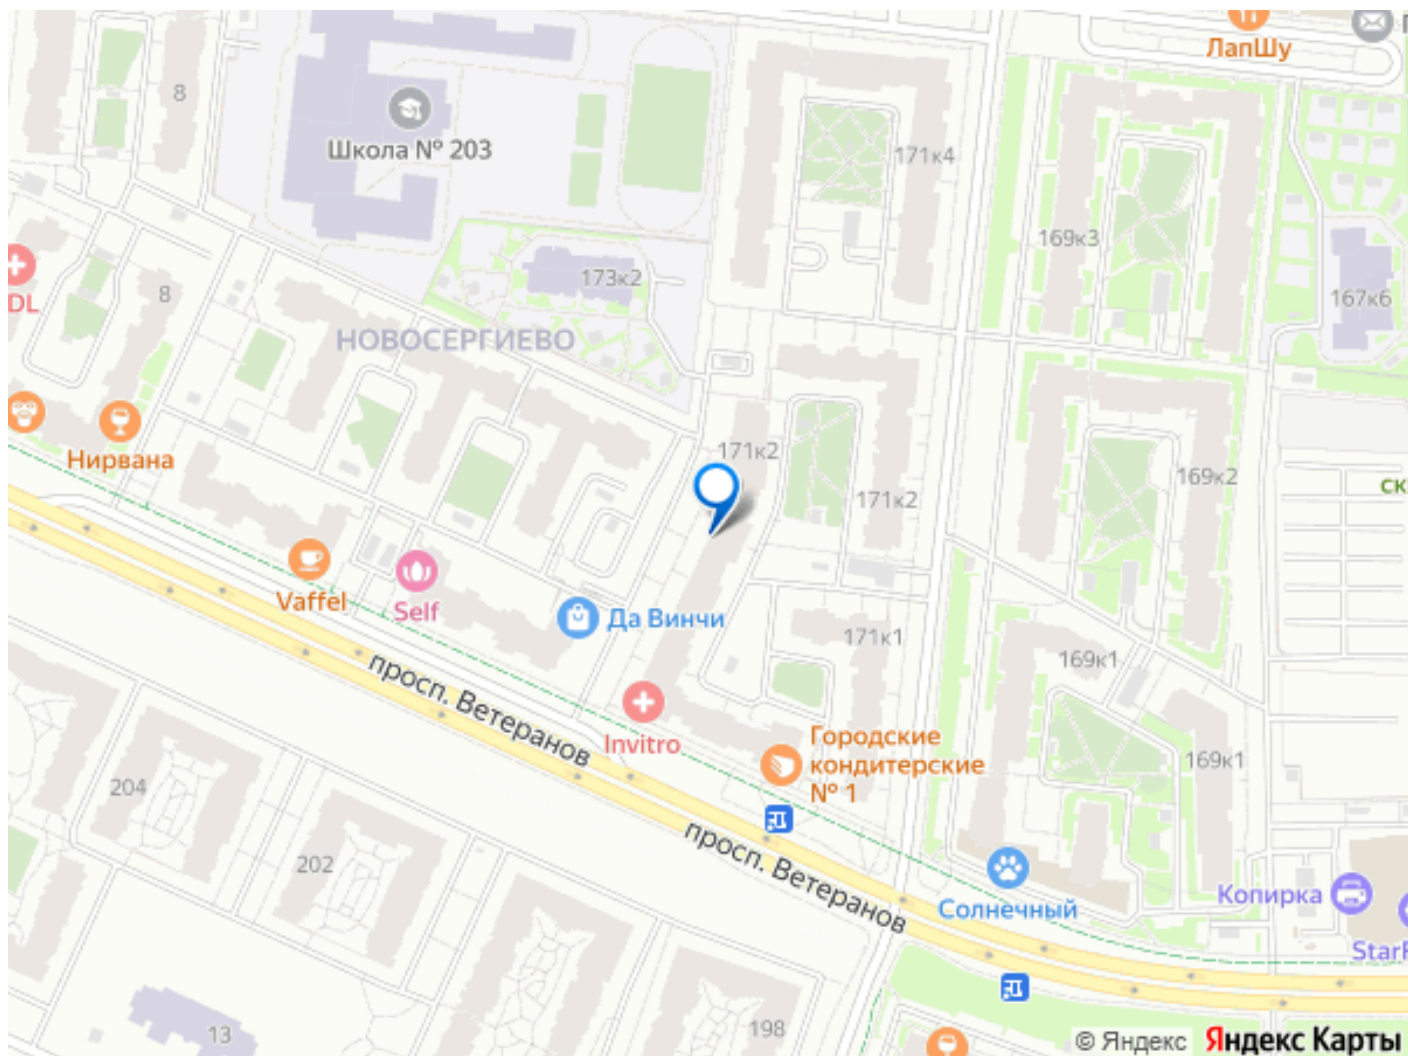 ЛапШу
8
Школа № 203
171к4
169к3
173к2
167к6
DL
8
НОВОСЕРГИЕВО
Нирвана
171к2
171к2
169к2
СК
Vaffel
Self
Да Винчи
171к1
169к1
просп. Ветеранов
Invitro
Городские
кондитерские
№ 1
169к1
204
202
просп. Ветеранов
Солнечный
Копирка
StarF
13
198
© Яндекс
Яндекс Карты